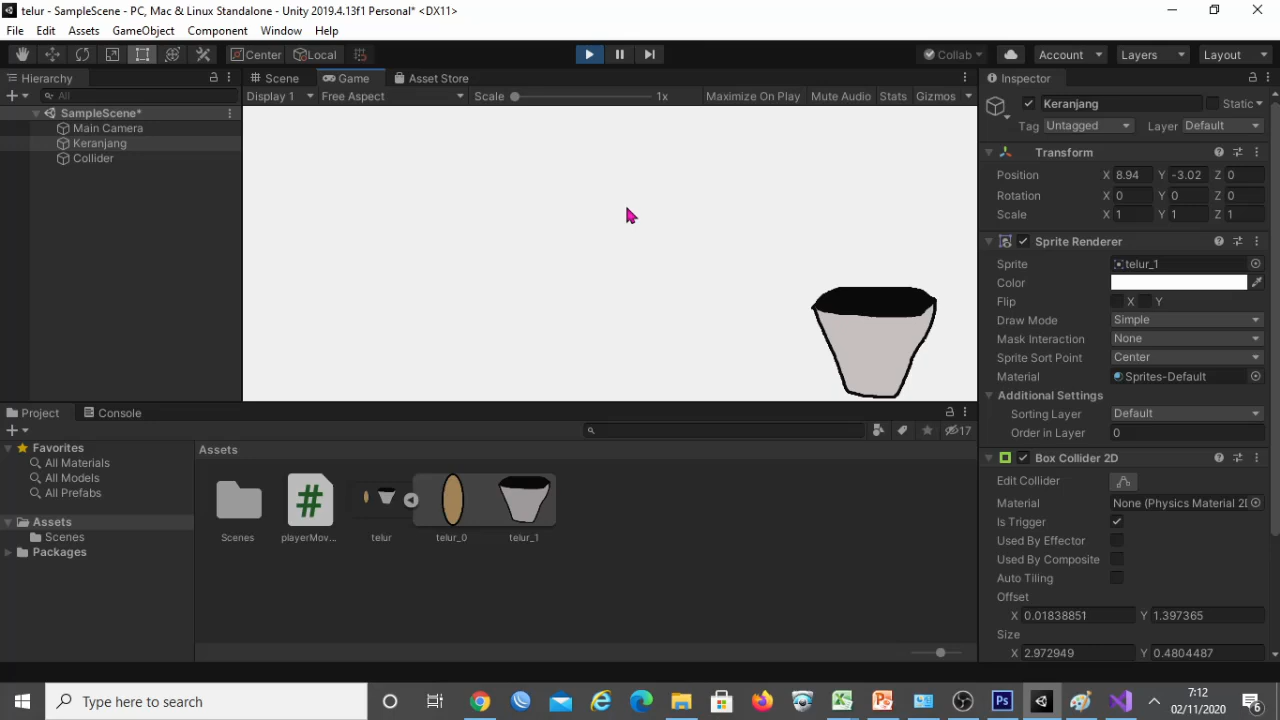 telur - SampleScene - PC, Mac & Linux Standalone - Unity 2019.4.13f1 Personal* <DX11>
File Edit Assets GameObject Component Window Help
Center Local Collab Account Layers Layout
Hierarchy
All
SampleScene*
Main Camera
Keranjang
Collider
Scene Game Asset Store
Display 1 Free Aspect Scale 1x Maximize On Play Mute Audio Stats Gizmos
Inspector
Keranjang Static
Tag Untagged Layer Default
Transform
Position X 8.94 Y -3.02 Z 0
Rotation X 0 Y 0 Z 0
Scale X 1 Y 1 Z 1
Sprite Renderer
Sprite telur_1
Color
Flip X Y
Draw Mode Simple
Mask Interaction None
Sprite Sort Point Center
Material Sprites-Default
Additional Settings
Sorting Layer Default
Order in Layer 0
Box Collider 2D
Edit Collider
Material None (Physics Material 2D
Is Trigger
Used By Effector
Used By Composite
Auto Tiling
Offset
X 0.01838851 Y 1.397365
Size
X 2.972949 Y 0.4804487
Project Console
17
Favorites
All Materials
All Models
All Prefabs
Assets
Scenes
Packages
Assets
Scenes playerMov... telur telur_0 telur_1
Type here to search
7:12
02/11/2020
6